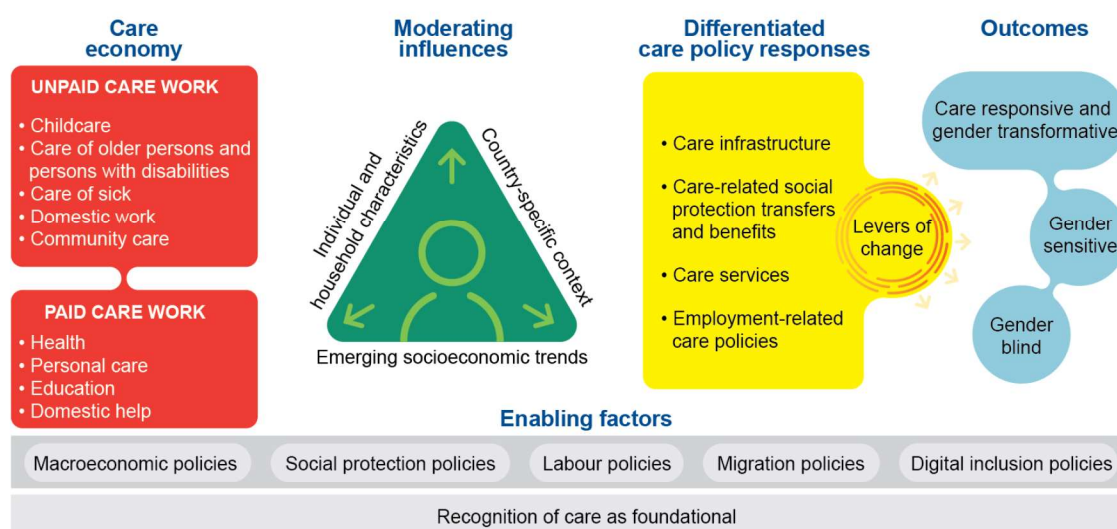 Care
economy
UNPAID CARE WORK
• Childcare
• Care of older persons and
persons with disabilities
• Care of sick
• Domestic work
• Community care
PAID CARE WORK
• Health
• Personal care
• Education
• Domestic help
Moderating
influences
Individual and
household characteristics
Country-specific context
Emerging socioeconomic trends
Differentiated
care policy responses
• Care infrastructure
• Care-related social
protection transfers
and benefits
• Care services
• Employment-related
care policies
Levers of
change
Outcomes
Care responsive and
gender transformative
Gender
sensitive
Gender
blind
Enabling factors
Macroeconomic policies
Social protection policies
Labour policies
Migration policies
Digital inclusion policies
Recognition of care as foundational